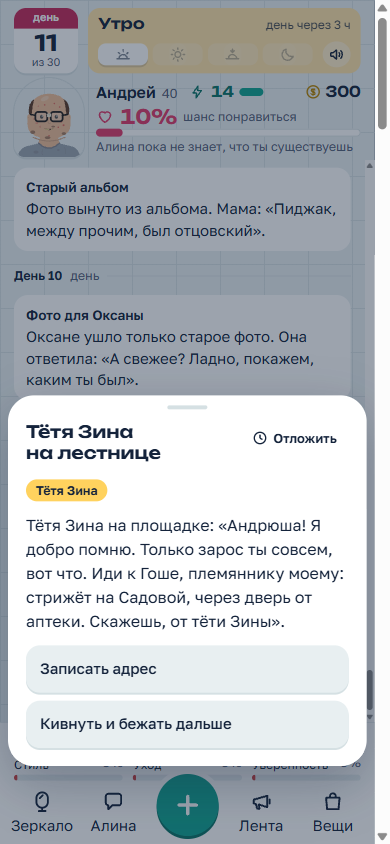 день
11
из 30
Утро
день через 3 ч
Андрей 40
14
300
10% шанс понравиться
Алина пока не знает, что ты существуешь
Старый альбом
Фото вынуто из альбома. Мама: «Пиджак,
между прочим, был отцовский».
День 10 день
Фото для Оксаны
Оксане ушло только старое фото. Она
ответила: «А свежее? Ладно, покажем,
каким ты был».
Тётя Зина
на лестнице
Отложить
Тётя Зина
Тётя Зина на площадке: «Андрюша! Я
добро помню. Только зарос ты совсем,
вот что. Иди к Гоше, племяннику моему:
стрижёт на Садовой, через дверь от
аптеки. Скажешь, от тёти Зины».
Записать адрес
Кивнуть и бежать дальше
Стиль
Уход
Уверенность
Зеркало
Алина
Лента
Вещи